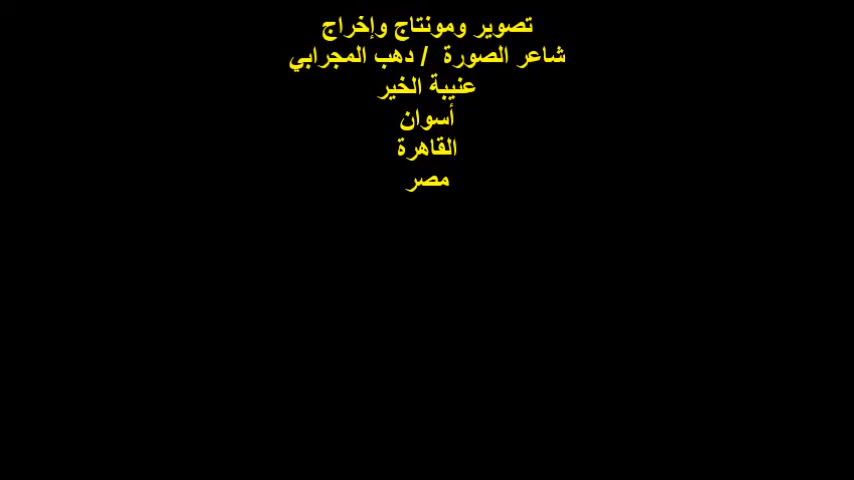 تصوير ومونتاج وإخراج
شاعر الصورة / دهب المجرابي
عنيبة الخير
أسوان
القاهرة
مصر